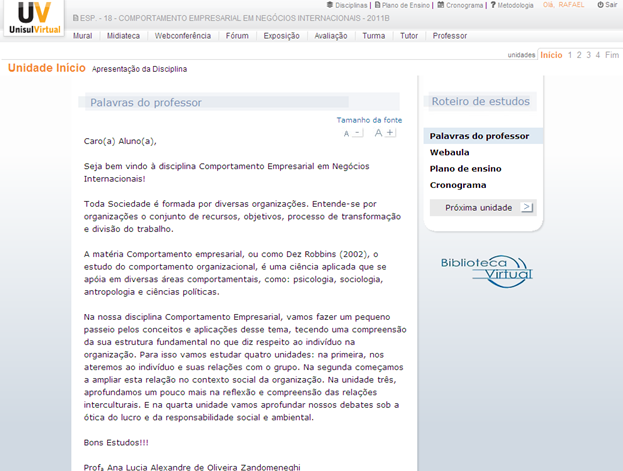 UV
UnisulVirtual
Disciplinas | Plano de Ensino | Cronograma | ? Metodologia Olá, RAFAEL Sair
ESP. - 18 - COMPORTAMENTO EMPRESARIAL EM NEGÓCIOS INTERNACIONAIS - 2011B
Mural Midiateca Webconferência Fórum Exposição Avaliação Turma Tutor Professor
unidades Início 1 2 3 4 Fim
Unidade Início Apresentação da Disciplina
Palavras do professor
Tamanho da fonte
A - A +
Caro(a) Aluno(a),
Seja bem vindo à disciplina Comportamento Empresarial em Negócios
Internacionais!
Toda Sociedade é formada por diversas organizações. Entende-se por
organizações o conjunto de recursos, objetivos, processo de transformação
e divisão do trabalho.
A matéria Comportamento empresarial, ou como Dez Robbins (2002), o
estudo do comportamento organizacional, é uma ciência aplicada que se
apóia em diversas áreas comportamentais, como: psicologia, sociologia,
antropologia e ciências políticas.
Na nossa disciplina Comportamento Empresarial, vamos fazer um pequeno
passeio pelos conceitos e aplicações desse tema, tecendo uma compreensão
da sua estrutura fundamental no que diz respeito ao indivíduo na
organização. Para isso vamos estudar quatro unidades: na primeira, nos
ateremos ao indivíduo e suas relações com o grupo. Na segunda começamos
a ampliar esta relação no contexto social da organização. Na unidade três,
aprofundamos um pouco mais na reflexão e compreensão das relações
interculturais. E na quarta unidade vamos aprofundar nossos debates sob a
ótica do lucro e da responsabilidade social e ambiental.
Bons Estudos!!!
Profª Ana Lucia Alexandre de Oliveira Zandomeneghi
Roteiro de estudos
Palavras do professor
Webaula
Plano de ensino
Cronograma
Próxima unidade >
Biblioteca
Virtual